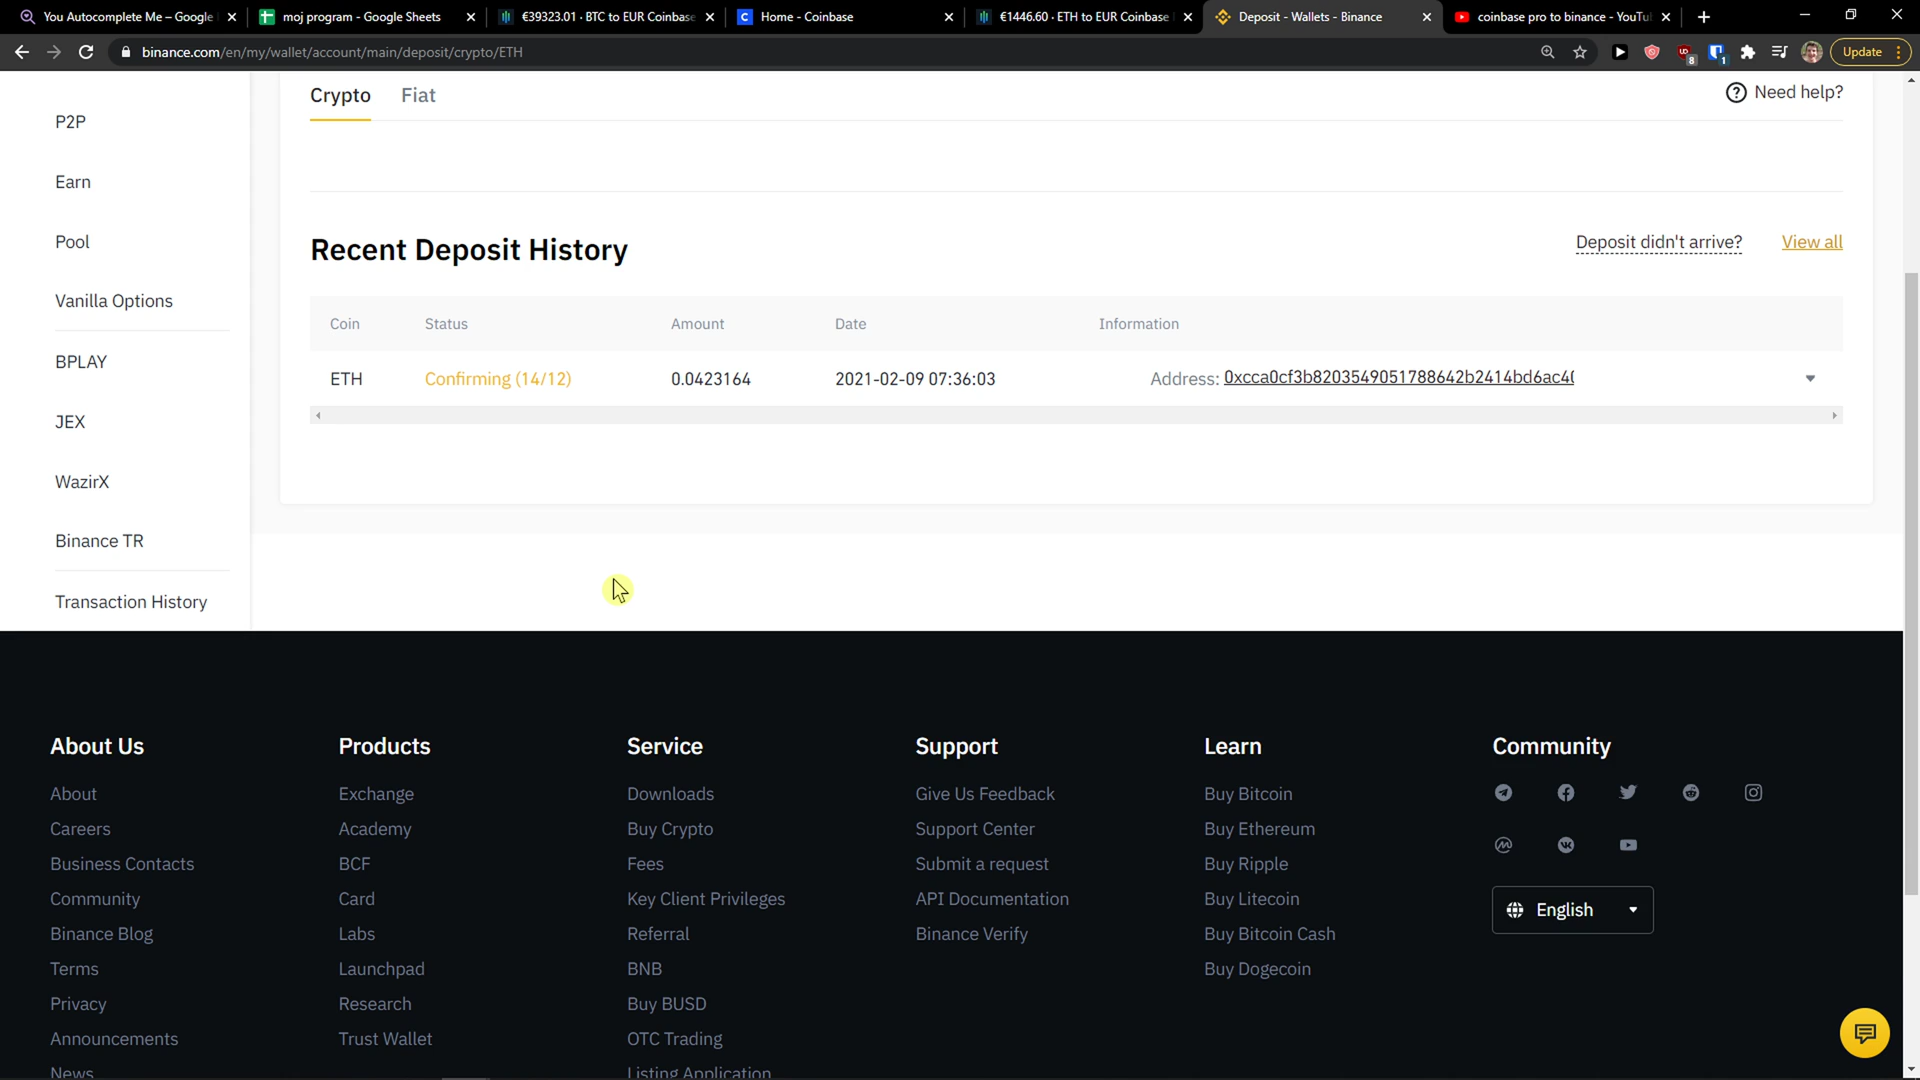 You Autocomplete Me – Google
moj program - Google Sheets
€39323.01 · BTC to EUR Coinbase
Home - Coinbase
€1446.60 · ETH to EUR Coinbase
Deposit - Wallets - Binance
coinbase pro to binance - YouTu
binance.com/en/my/wallet/account/main/deposit/crypto/ETH
8
1
Update
Crypto
Fiat
Need help?
P2P
Earn
Pool
Vanilla Options
BPLAY
JEX
WazirX
Binance TR
Transaction History
Recent Deposit History
Deposit didn't arrive?
View all
Coin Status Amount Date Information
ETH Confirming (14/12) 0.0423164 2021-02-09 07:36:03 Address: 0xcca0cf3b8203549051788642b2414bd6ac4
About Us
About
Careers
Business Contacts
Community
Binance Blog
Terms
Privacy
Announcements
News
Products
Exchange
Academy
BCF
Card
Labs
Launchpad
Research
Trust Wallet
Service
Downloads
Buy Crypto
Fees
Key Client Privileges
Referral
BNB
Buy BUSD
OTC Trading
Listing Application
Support
Give Us Feedback
Support Center
Submit a request
API Documentation
Binance Verify
Learn
Buy Bitcoin
Buy Ethereum
Buy Ripple
Buy Litecoin
Buy Bitcoin Cash
Buy Dogecoin
Community
English